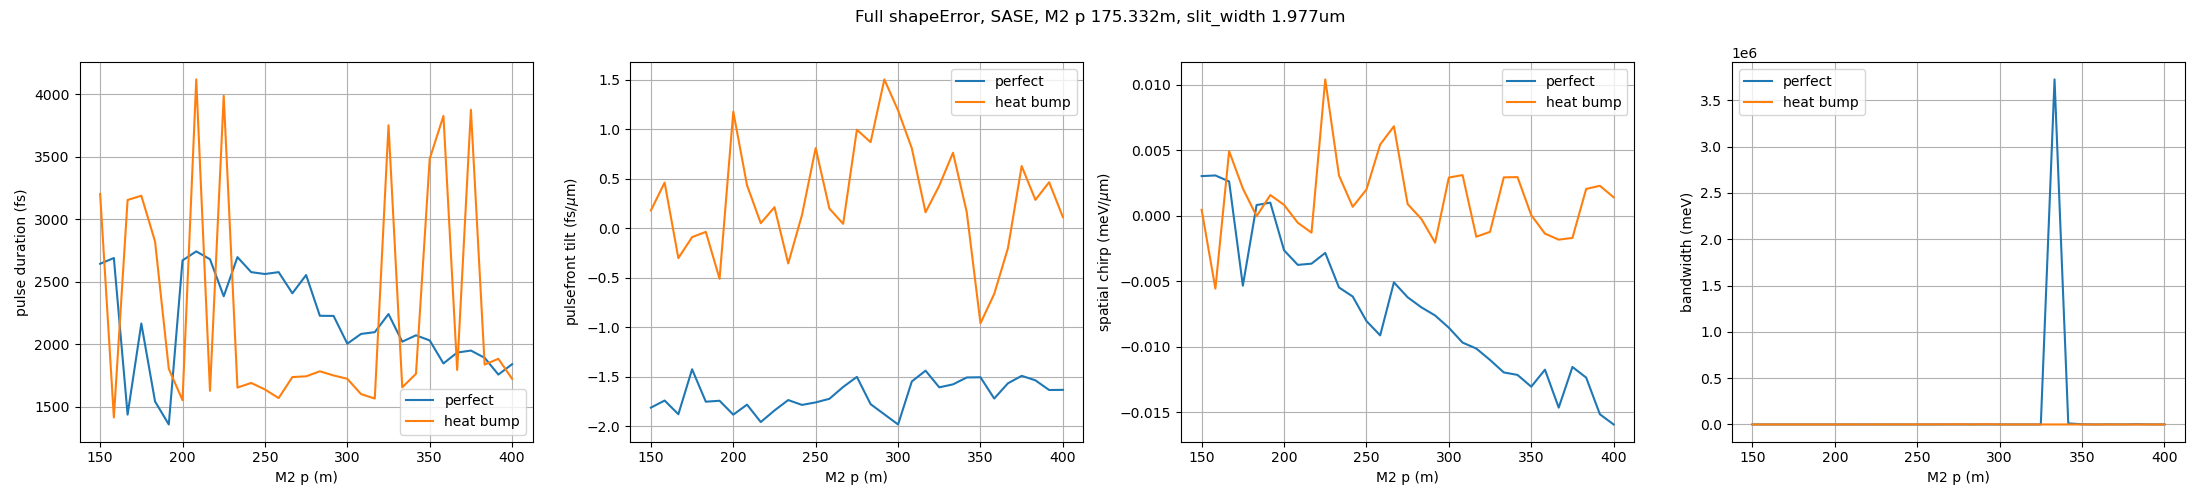 Full shapeError, SASE, M2 p 175.332m, slit_width 1.977um
pulse duration (fs)
4000
3500
3000
2500
2000
1500
150 200 250 300 350 400
M2 p (m)
perfect
heat bump
pulsefront tilt (fs/μm)
1.5
1.0
0.5
0.0
−0.5
−1.0
−1.5
−2.0
150 200 250 300 350 400
M2 p (m)
perfect
heat bump
spatial chirp (meV/μm)
0.010
0.005
0.000
−0.005
−0.010
−0.015
150 200 250 300 350 400
M2 p (m)
perfect
heat bump
bandwidth (meV)
1e6
3.5
3.0
2.5
2.0
1.5
1.0
0.5
0.0
150 200 250 300 350 400
M2 p (m)
perfect
heat bump